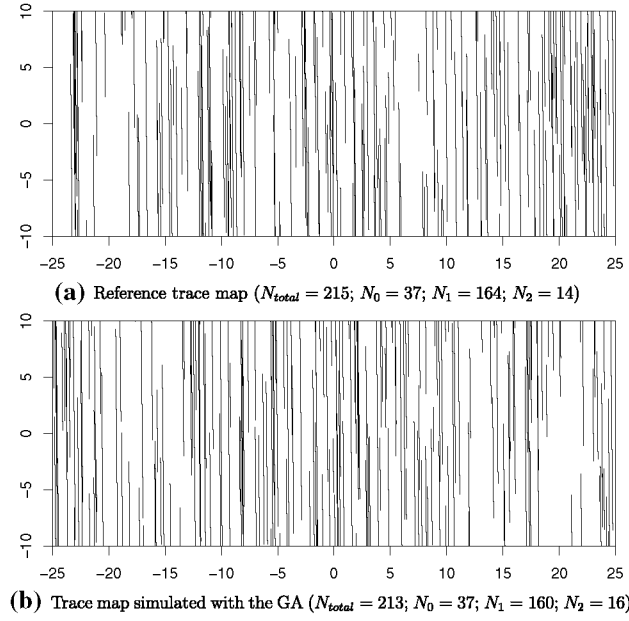 10
5
0
−5
−10
−25 −20 −15 −10 −5 0 5 10 15 20 25
(a) Reference trace map (N_total = 215; N_0 = 37; N_1 = 164; N_2 = 14)
10
5
0
−5
−10
−25 −20 −15 −10 −5 0 5 10 15 20 25
(b) Trace map simulated with the GA (N_total = 213; N_0 = 37; N_1 = 160; N_2 = 16)